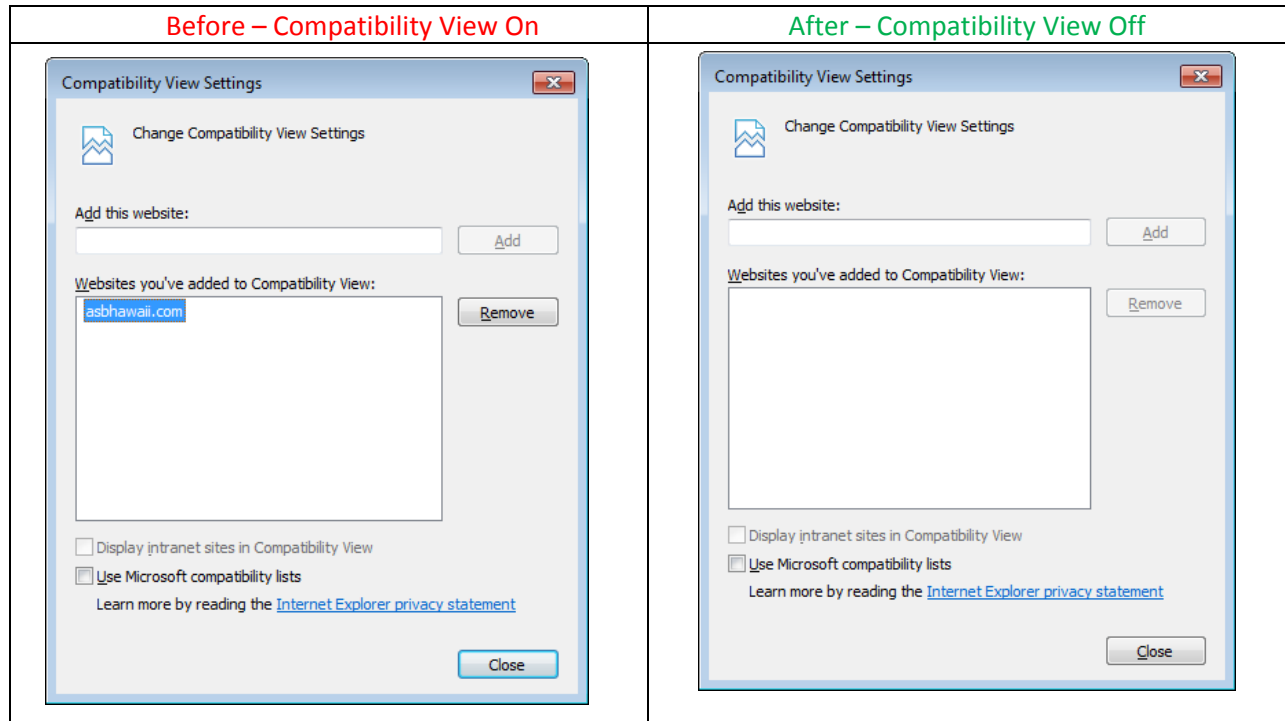 Before – Compatibility View On
Compatibility View Settings
Change Compatibility View Settings
Add this website:
Add
Websites you've added to Compatibility View:
asbhawaii.com
Remove
Display intranet sites in Compatibility View
Use Microsoft compatibility lists
Learn more by reading the Internet Explorer privacy statement
Close
After – Compatibility View Off
Compatibility View Settings
Change Compatibility View Settings
Add this website:
Add
Websites you've added to Compatibility View:
Remove
Display intranet sites in Compatibility View
Use Microsoft compatibility lists
Learn more by reading the Internet Explorer privacy statement
Close